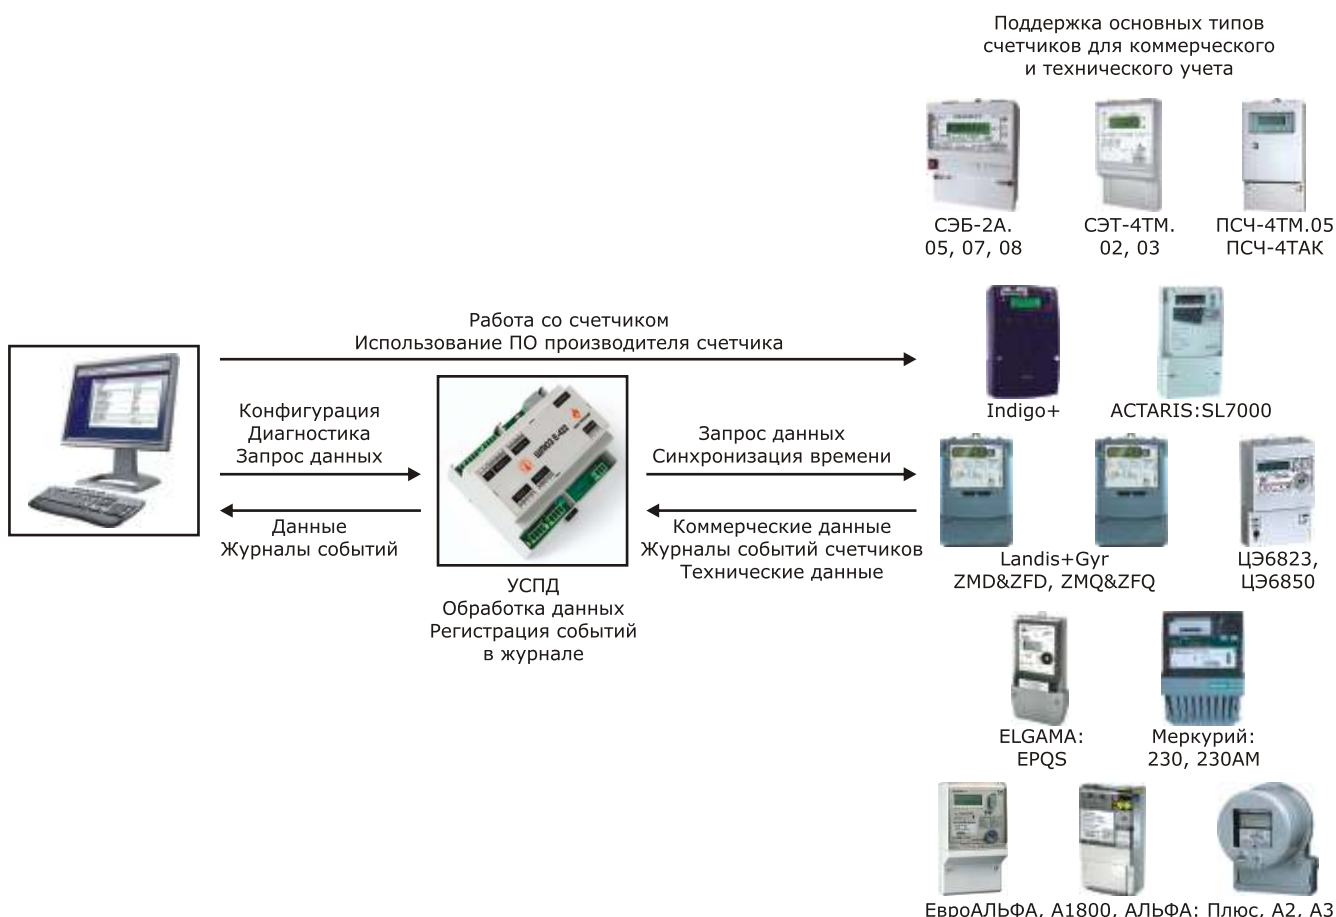 Поддержка основных типов
счетчиков для коммерческого
и технического учета
СЭБ-2А.
05, 07, 08
СЭТ-4ТМ.
02, 03
ПСЧ-4ТМ.05
ПСЧ-4ТАК
Работа со счетчиком
Использование ПО производителя счетчика
Indigo+
ACTARIS:SL7000
Конфигурация
Диагностика
Запрос данных
Данные
Журналы событий
УСПД
Обработка данных
Регистрация событий
в журнале
Запрос данных
Синхронизация времени
Коммерческие данные
Журналы событий счетчиков
Технические данные
Landis+Gyr
ZMD&ZFD, ZMQ&ZFQ
ЦЭ6823,
ЦЭ6850
ELGAMA:
EPQS
Меркурий:
230, 230АМ
ЕвроАЛЬФА, А1800, АЛЬФА: Плюс, А2, А3